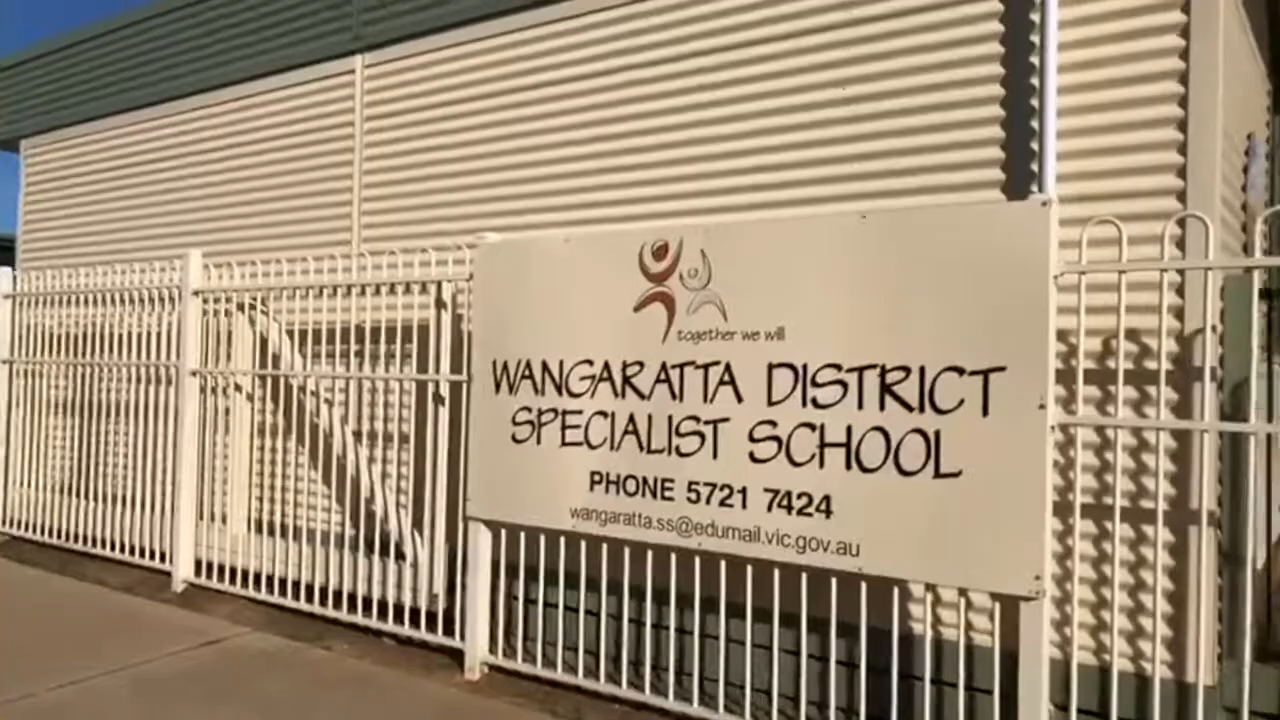 together we will
WANGARATTA DISTRICT
SPECIALIST SCHOOL
PHONE 5721 7424
wangaratta.ss@edumail.vic.gov.au